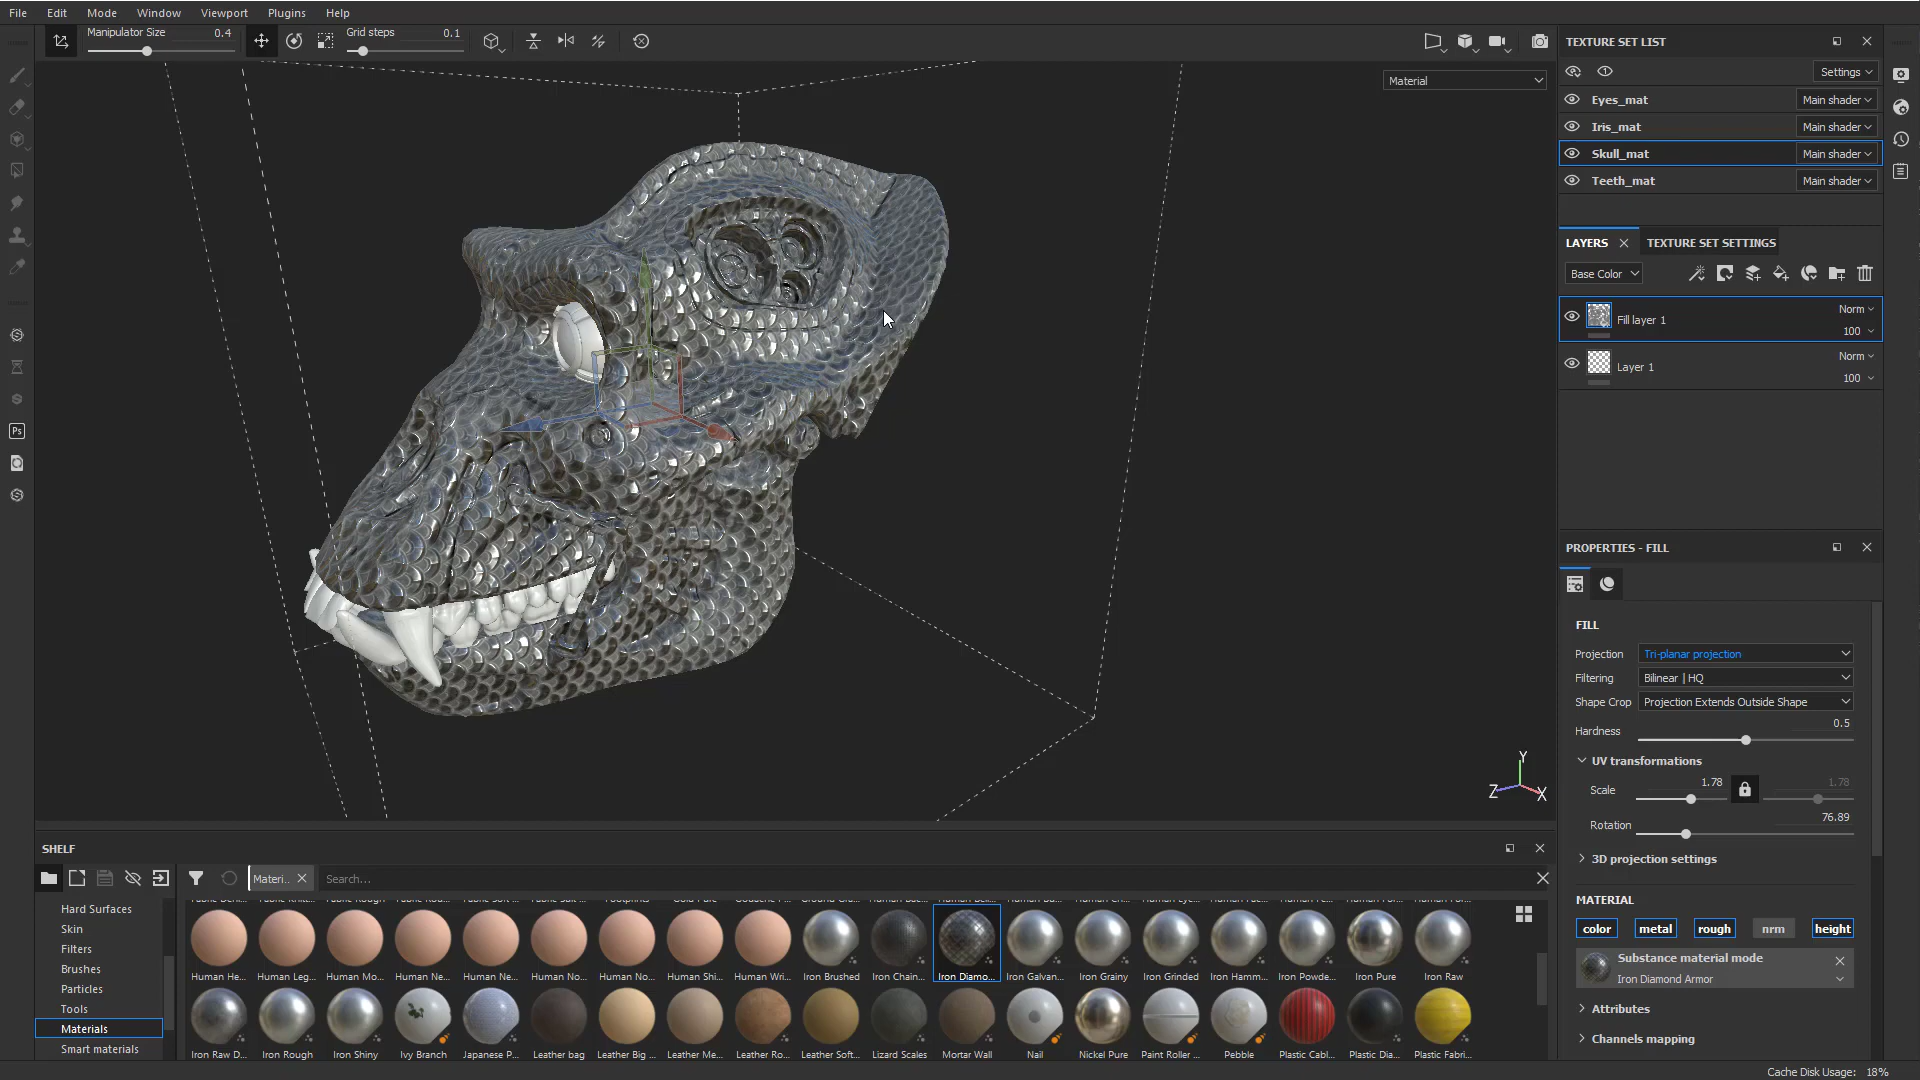 File Edit Mode Window Viewport Plugins Help
Manipulator Size 0.4
Grid steps 0.1
Material
Y
Z X
TEXTURE SET LIST
Settings
Eyes_mat Main shader
Iris_mat Main shader
Skull_mat Main shader
Teeth_mat Main shader
LAYERS TEXTURE SET SETTINGS
Base Color
Fill layer 1 Norm
100
Layer 1 Norm
100
PROPERTIES - FILL
FILL
Projection Tri-planar projection
Filtering Bilinear | HQ
Shape Crop Projection Extends Outside Shape
Hardness 0.5
UV transformations
Scale 1.78 1.78
Rotation 76.89
3D projection settings
MATERIAL
color metal rough nrm height
Substance material mode
Iron Diamond Armor
Attributes
Channels mapping
Ps
SHELF
Materi.. Search...
Hard Surfaces
Skin
Filters
Brushes
Particles
Tools
Materials
Smart materials
Human He... Human Leg... Human Mo... Human Ne... Human Ne... Human No... Human No... Human Shi... Human Wri... Iron Brushed Iron Chain... Iron Diamo... Iron Galvan... Iron Grainy Iron Grinded Iron Hamm... Iron Powde... Iron Pure Iron Raw
Iron Raw D... Iron Rough Iron Shiny Ivy Branch Japanese P... Leather bag Leather Big ... Leather Me... Leather Ro... Leather Soft... Lizard Scales Mortar Wall Nail Nickel Pure Paint Roller ... Pebble Plastic Cabl... Plastic Dia... Plastic Fabri...
Cache Disk Usage: 18%